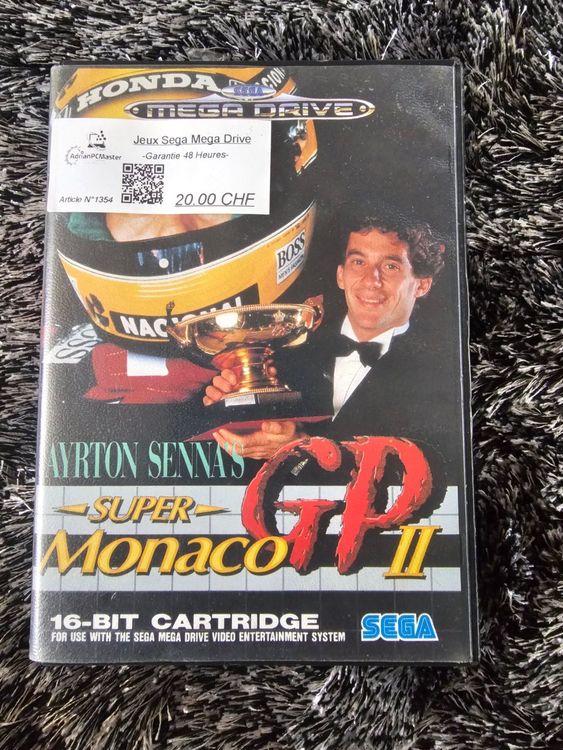 HONDA
SEGA
MEGA DRIVE
AdrianPCMaster
Jeux Sega Mega Drive
-Garantie 48 Heures-
Article N°1354
20.00 CHF
BOSS
NACIONAL
AYRTON SENNA'S
SUPER
Monaco GP II
16-BIT CARTRIDGE
FOR USE WITH THE SEGA MEGA DRIVE VIDEO ENTERTAINMENT SYSTEM
SEGA